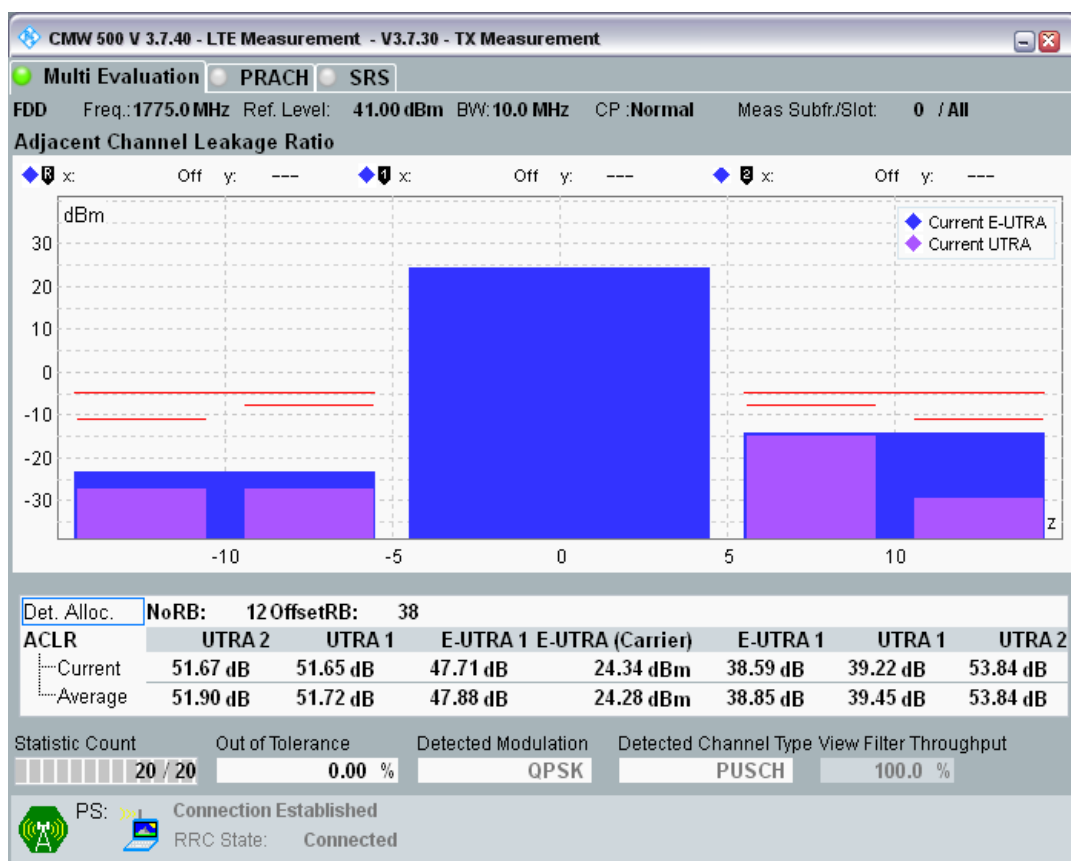 CMW 500 V 3.7.40 - LTE Measurement - V3.7.30 - TX Measurement
Multi Evaluation PRACH SRS
FDD Freq.: 1775.0 MHz Ref. Level: 41.00 dBm BW: 10.0 MHz CP : Normal Meas Subfr./Slot: 0 / All
Adjacent Channel Leakage Ratio
R x: Off y: --- 1 x: Off y: --- 2 x: Off y: ---
dBm
Current E-UTRA
Current UTRA
30
20
10
0
-10
-20
-30
z
-10 -5 0 5 10
Det. Alloc. NoRB: 12 OffsetRB: 38
ACLR UTRA 2 UTRA 1 E-UTRA 1 E-UTRA (Carrier) E-UTRA 1 UTRA 1 UTRA 2
Current 51.67 dB 51.65 dB 47.71 dB 24.34 dBm 38.59 dB 39.22 dB 53.84 dB
Average 51.90 dB 51.72 dB 47.88 dB 24.28 dBm 38.85 dB 39.45 dB 53.84 dB
Statistic Count Out of Tolerance Detected Modulation Detected Channel Type View Filter Throughput
20 / 20 0.00 % QPSK PUSCH 100.0 %
PS: Connection Established
RRC State: Connected